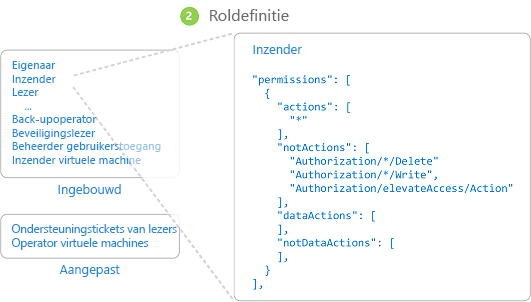 2 Roldefinitie
Eigenaar
Inzender
Lezer
...
Back-upoperator
Beveiligingslezer
Beheerder gebruikerstoegang
Inzender virtuele machine
Ingebouwd
Ondersteuningstickets van lezers
Operator virtuele machines
Aangepast
Inzender
"permissions": [
{
"actions": [
"*"
],
"notActions": [
"Authorization/*/Delete"
"Authorization/*/Write",
"Authorization/elevateAccess/Action"
],
"dataActions": [
],
"notDataActions": [
],
}
],